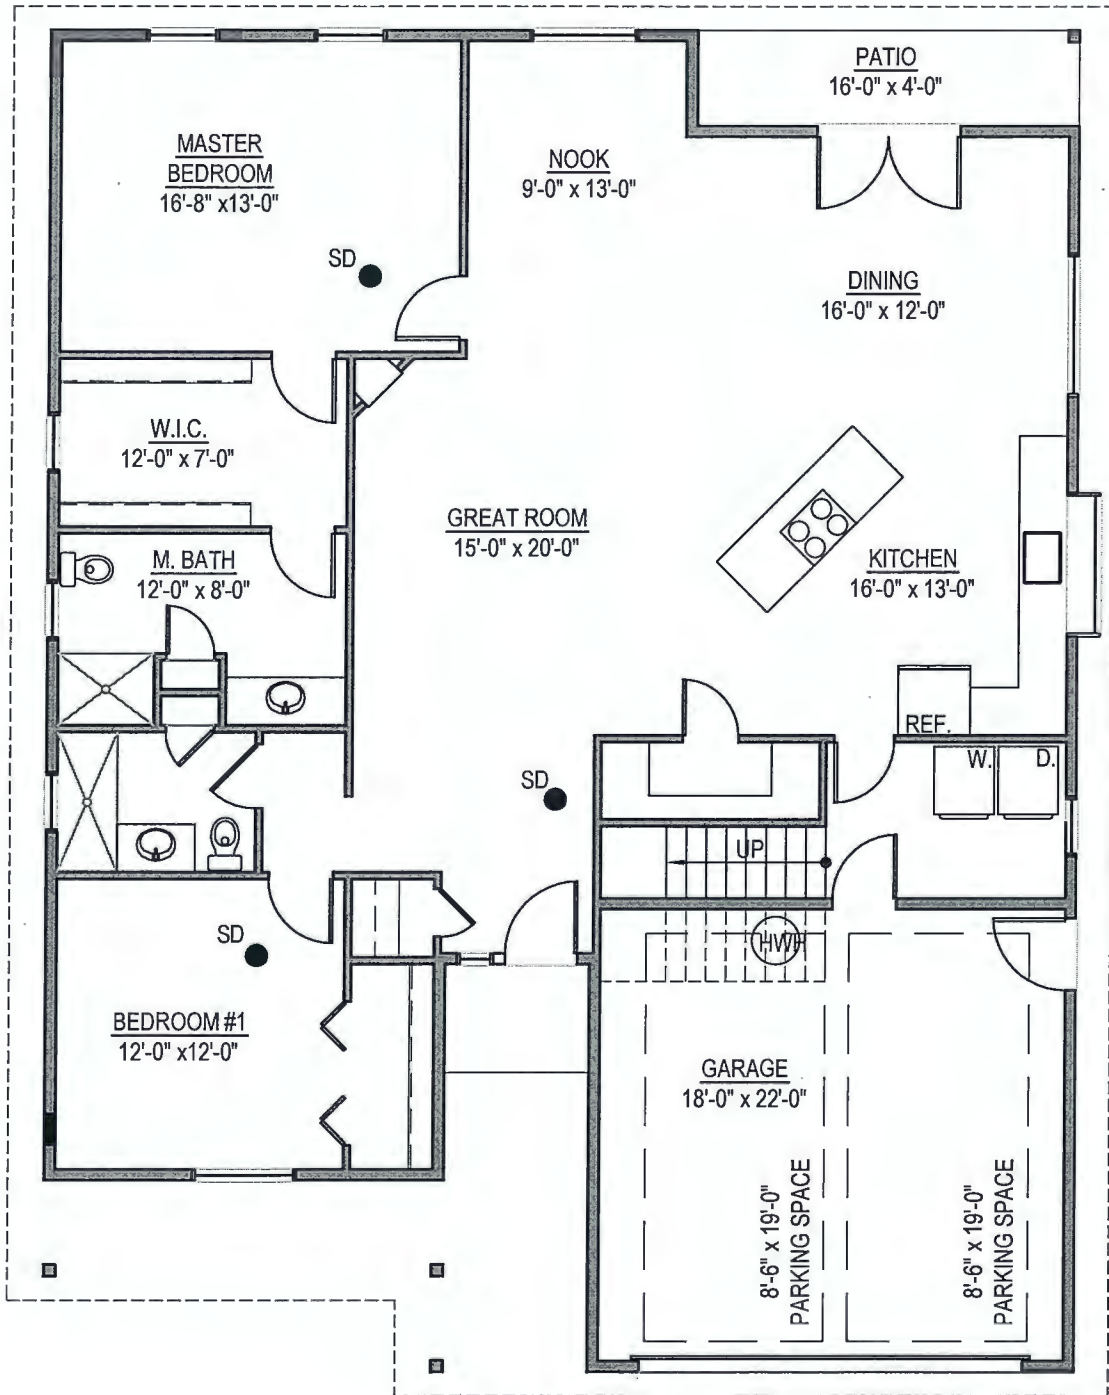 PATIO
16'-0" x 4'-0"
MASTER
BEDROOM
16'-8" x13'-0"
NOOK
9'-0" x 13'-0"
SD
DINING
16'-0" x 12'-0"
W.I.C.
12'-0" x 7'-0"
GREAT ROOM
15'-0" x 20'-0"
M. BATH
12'-0" x 8'-0"
KITCHEN
16'-0" x 13'-0"
REF.
W.
D.
SD
UP
SD
HWH
BEDROOM #1
12'-0" x12'-0"
GARAGE
18'-0" x 22'-0"
8'-6" x 19'-0"
PARKING SPACE
8'-6" x 19'-0"
PARKING SPACE